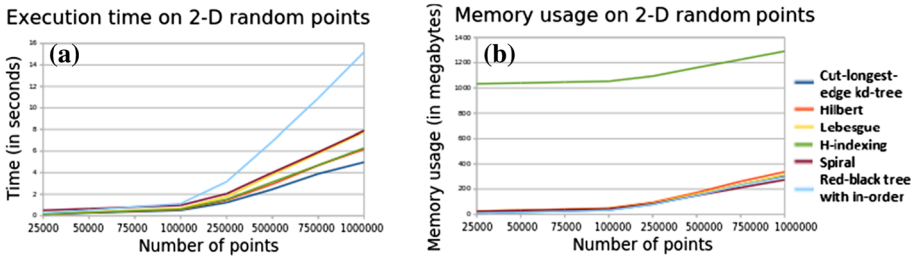 Execution time on 2-D random points
(a)
Time (in seconds)
16
14
12
10
8
6
4
2
0
25000 50000 75000 100000 250000 500000 750000 1000000
Number of points
Memory usage on 2-D random points
(b)
Memory usage (in megabytes)
1400
1200
1000
800
600
400
200
0
25000 50000 75000 100000 250000 500000 750000 1000000
Number of points
Cut-longest-
edge kd-tree
Hilbert
Lebesgue
H-indexing
Spiral
Red-black tree
with in-order